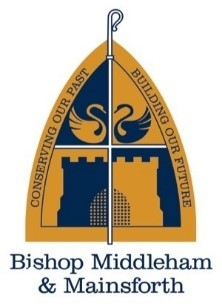 CONSERVING OUR PAST
BUILDING OUR FUTURE
Bishop Middleham
& Mainsforth